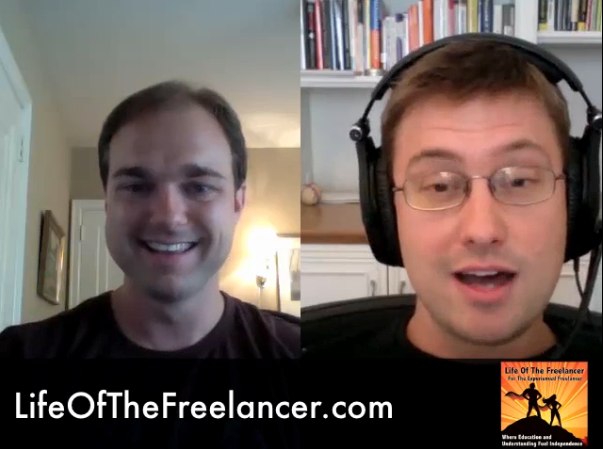 LifeOfTheFreelancer.com
Life Of The Freelancer
For The Experienced Freelancer
Where Education and
Understanding Fuel Independence